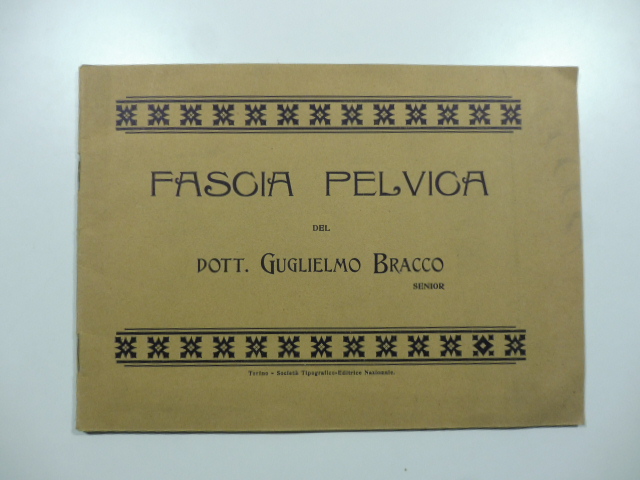 FASCIA PELVICA
DEL
DOTT. GUGLIELMO BRACCO
SENIOR
Torino - Società Tipografico-Editrice Nazionale.